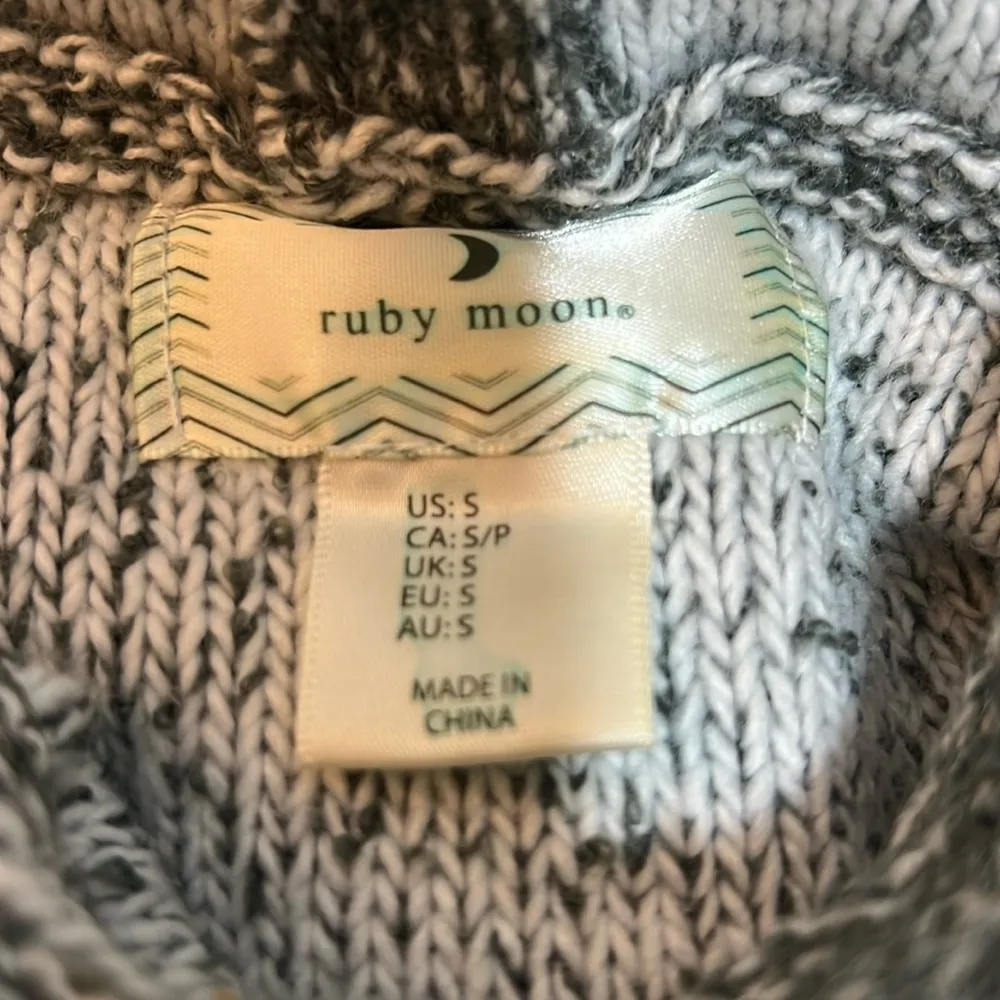 ruby moon®
US: S
CA: S/P
UK: S
EU: S
AU: S
MADE IN
CHINA